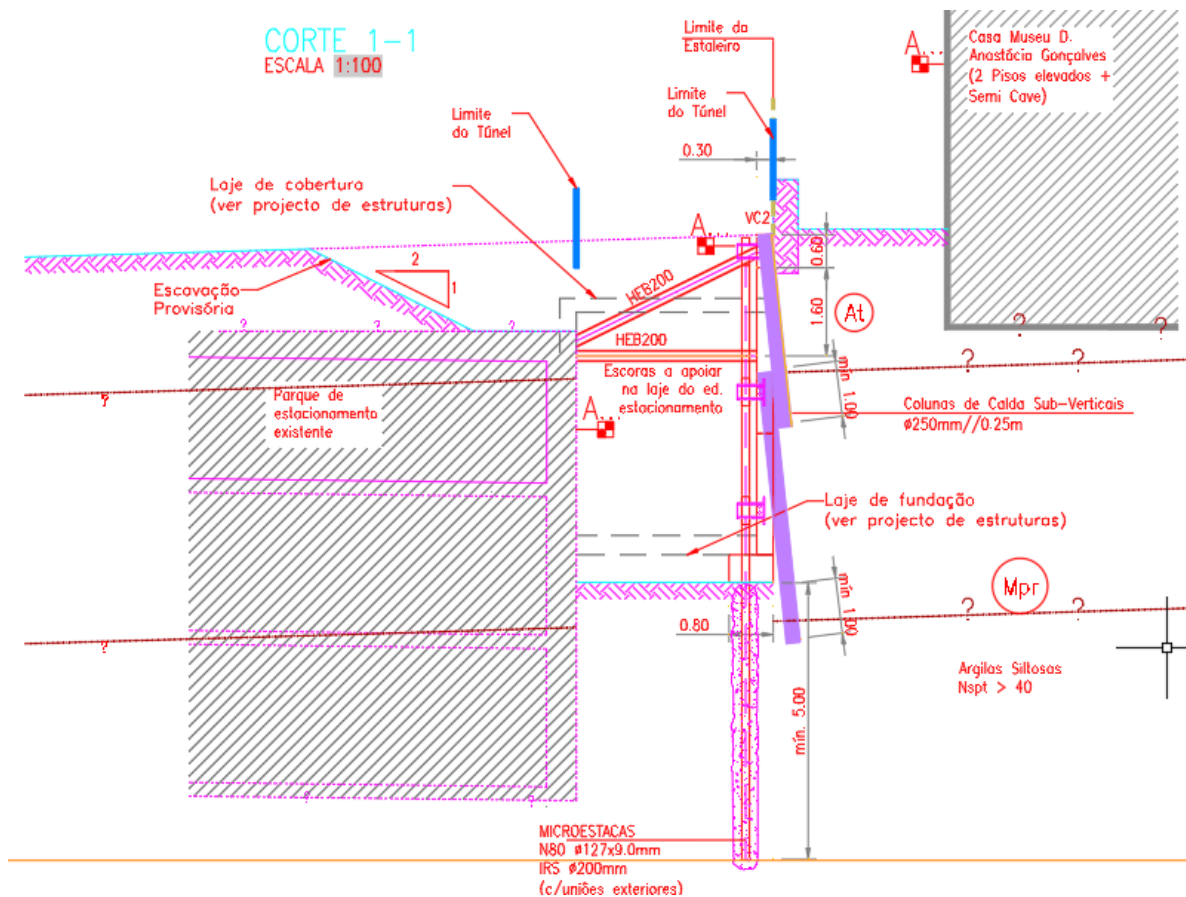 CORTE 1-1
ESCALA 1:100
Limite do
Túnel
Laje de cobertura
(ver projecto de estruturas)
Limite do
Estaleiro
Limite
do Túnel
0.30
A...
Casa Museu D.
Anastácia Gonçalves
(2 Pisos elevados +
Semi Cave)
VC2
A...
0.60
1.60
At
2
1
Escavação
Provisória
HEB200
HEB200
Escoras a apoiar
na laje do ed.
estacionamento
Parque de
estacionamento
existente
A...
min 1.00
Colunas de Calda Sub-Verticais
ø250mm//0.25m
Laje de fundação
(ver projecto de estruturas)
Mpr
min 1.00
0.80
mín. 5.00
Argilas Siltosas
Nspt > 40
MICROESTACAS
N80 ø127x9.0mm
IRS ø200mm
(c/uniões exteriores)
?
?
?
?
?
?
?
?
?
?
?
?
?
?